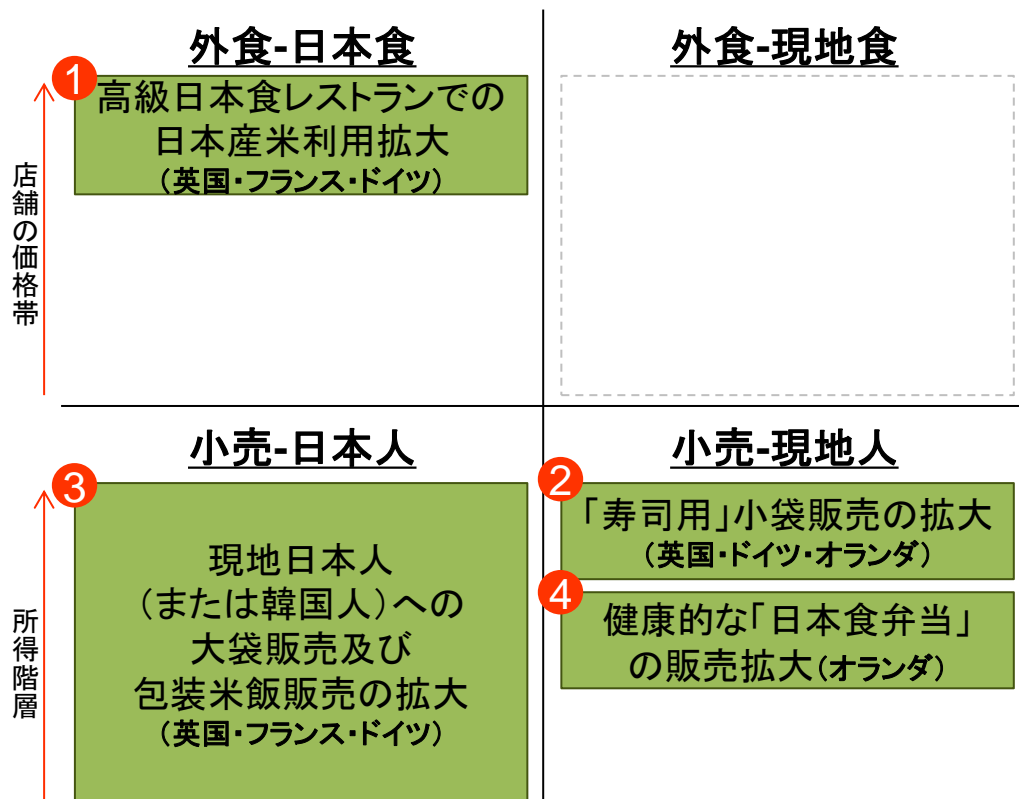 外食-日本食
外食-現地食
店舗の価格帯
1
高級日本食レストランでの
日本産米利用拡大
(英国・フランス・ドイツ)
小売-日本人
小売-現地人
所得階層
3
現地日本人
(または韓国人)への
大袋販売及び
包装米飯販売の拡大
(英国・フランス・ドイツ)
2
「寿司用」小袋販売の拡大
(英国・ドイツ・オランダ)
4
健康的な「日本食弁当」
の販売拡大(オランダ)